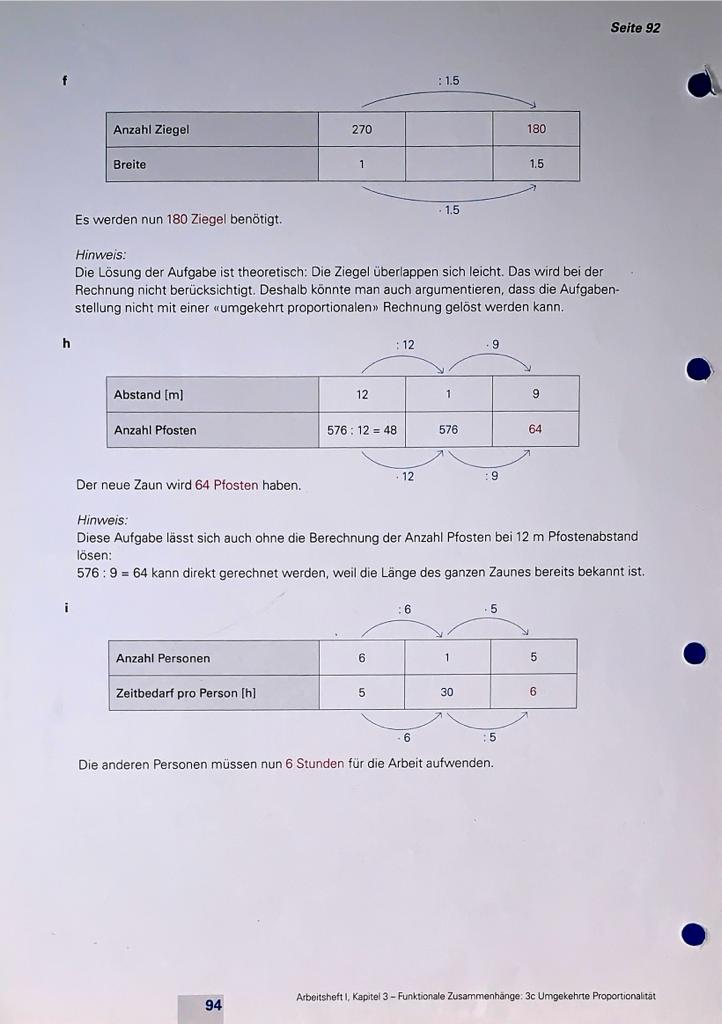 Seite 92
f
: 1.5
Anzahl Ziegel 270 180
Breite 1 1.5
· 1.5
Es werden nun 180 Ziegel benötigt.
Hinweis:
Die Lösung der Aufgabe ist theoretisch: Die Ziegel überlappen sich leicht. Das wird bei der
Rechnung nicht berücksichtigt. Deshalb könnte man auch argumentieren, dass die Aufgaben-
stellung nicht mit einer «umgekehrt proportionalen» Rechnung gelöst werden kann.
h
: 12 · 9
Abstand [m] 12 1 9
Anzahl Pfosten 576 : 12 = 48 576 64
· 12 : 9
Der neue Zaun wird 64 Pfosten haben.
Hinweis:
Diese Aufgabe lässt sich auch ohne die Berechnung der Anzahl Pfosten bei 12 m Pfostenabstand
lösen:
576 : 9 = 64 kann direkt gerechnet werden, weil die Länge des ganzen Zaunes bereits bekannt ist.
i
: 6 · 5
Anzahl Personen 6 1 5
Zeitbedarf pro Person [h] 5 30 6
· 6 : 5
Die anderen Personen müssen nun 6 Stunden für die Arbeit aufwenden.
94
Arbeitsheft I, Kapitel 3 – Funktionale Zusammenhänge: 3c Umgekehrte Proportionalität